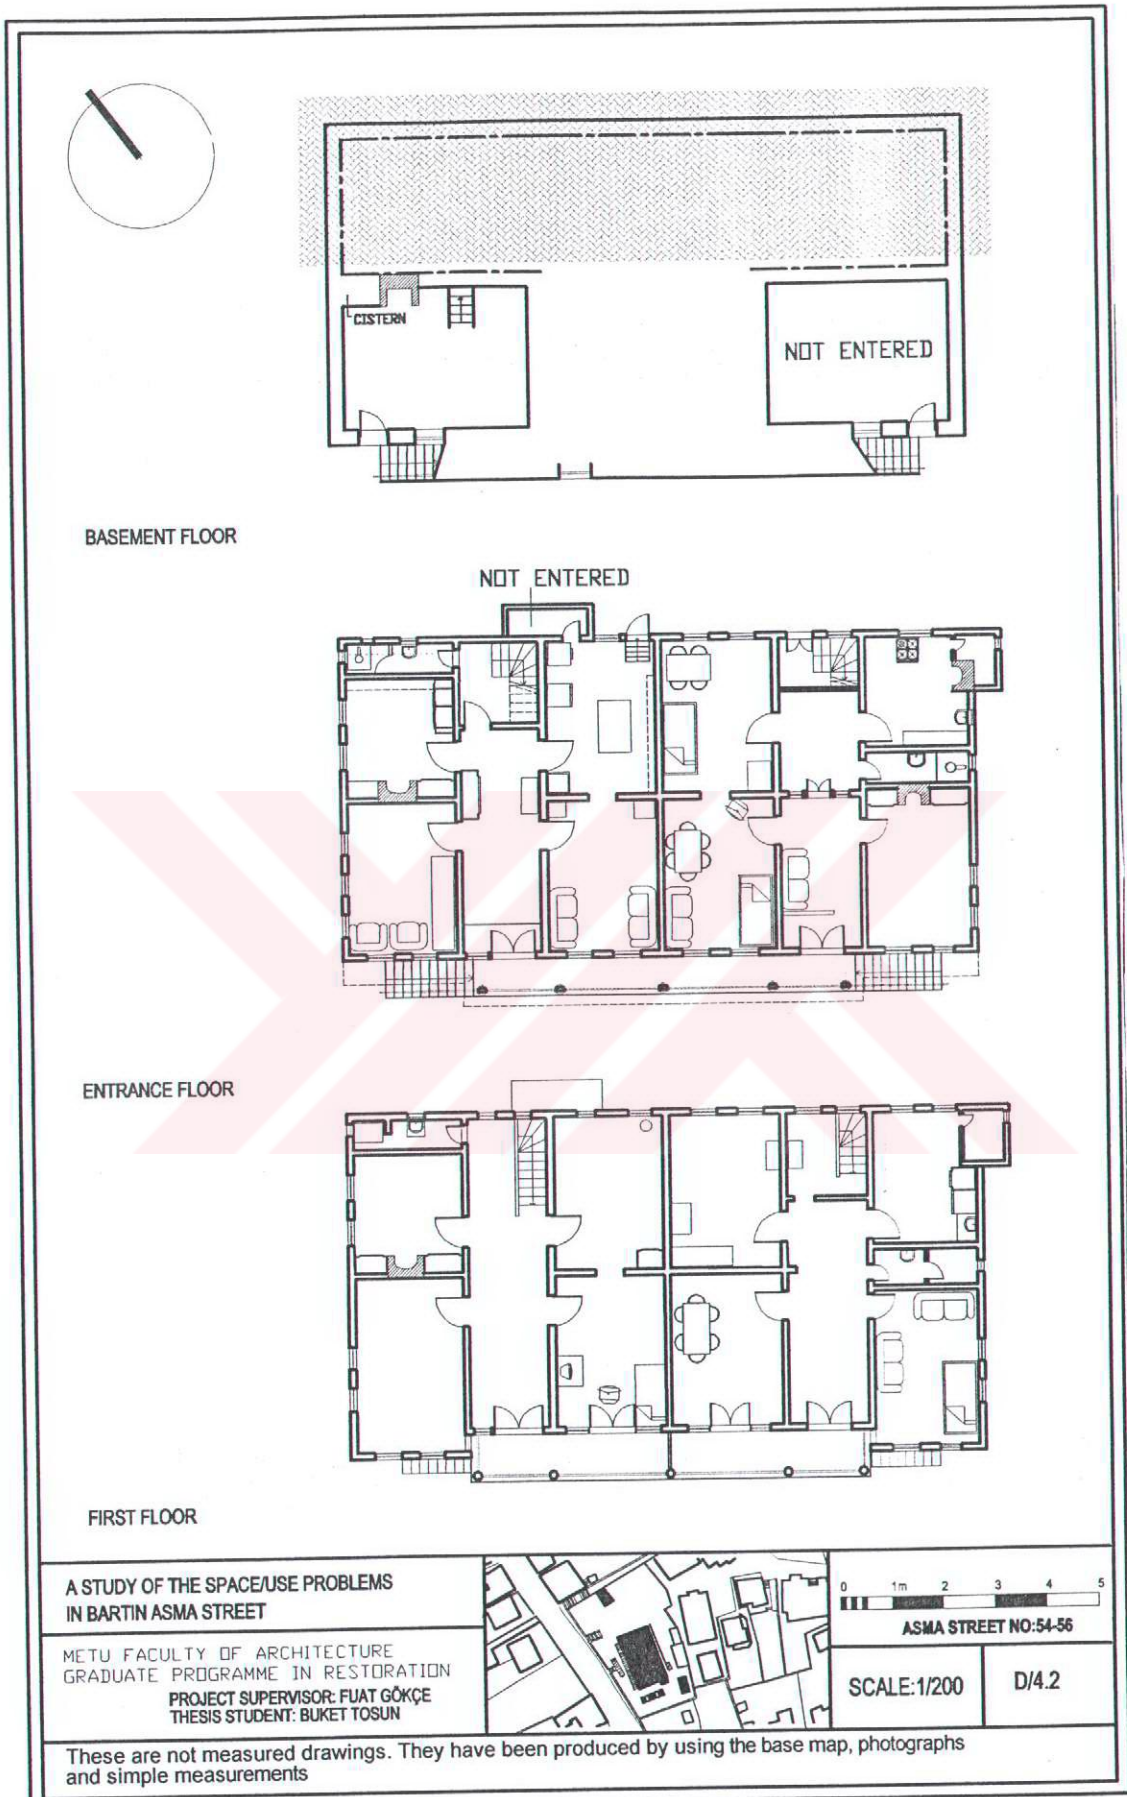 CISTERN
NOT ENTERED
BASEMENT FLOOR
NOT ENTERED
ENTRANCE FLOOR
FIRST FLOOR
A STUDY OF THE SPACE/USE PROBLEMS
IN BARTIN ASMA STREET
METU FACULTY OF ARCHITECTURE
GRADUATE PROGRAMME IN RESTORATION
PROJECT SUPERVISOR: FUAT GÖKÇE
THESIS STUDENT: BUKET TOSUN
0 1m 2 3 4 5
ASMA STREET NO:54-56
SCALE:1/200
D/4.2
These are not measured drawings. They have been produced by using the base map, photographs
and simple measurements